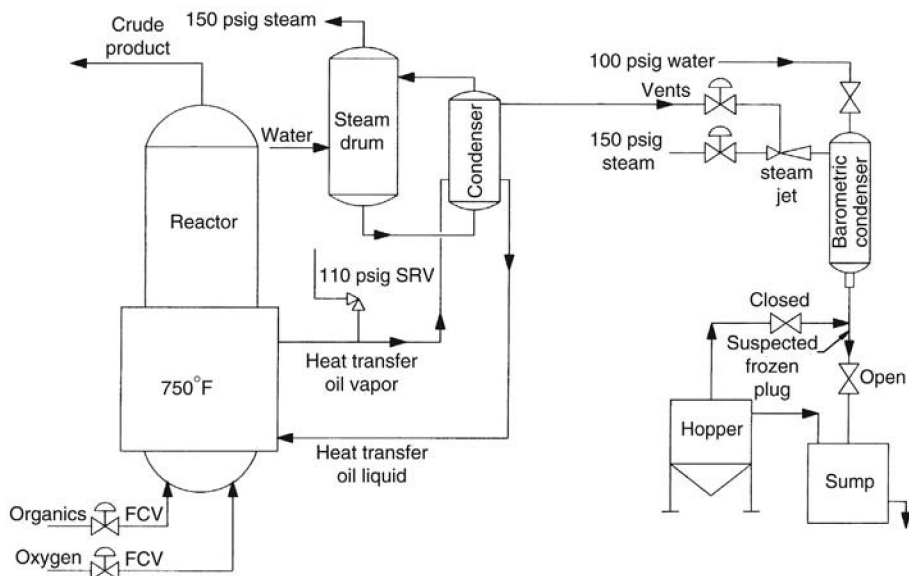 150 psig steam
Crude
product
100 psig water
Vents
Water
Steam
drum
Condenser
150 psig
steam
steam
jet
Barometric
condenser
Reactor
110 psig SRV
Closed
Suspected
frozen
plug
Open
Heat transfer
oil vapor
750°F
Hopper
Heat transfer
oil liquid
Sump
Organics
FCV
Oxygen
FCV